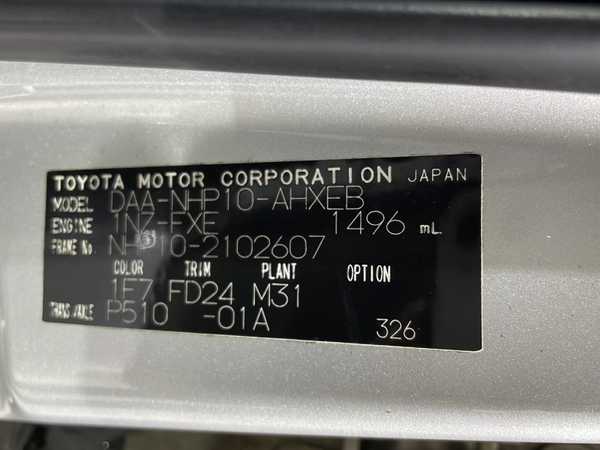 TOYOTA MOTOR CORPORATION JAPAN
MODEL DAA-NHP10-AHXEB
ENGINE 1NZ-FXE 1496 mL
FRAME No. NHP10-2102607
COLOR TRIM PLANT OPTION
1F7 FD24 M31
TRANS./AXLE P510 -01A
326